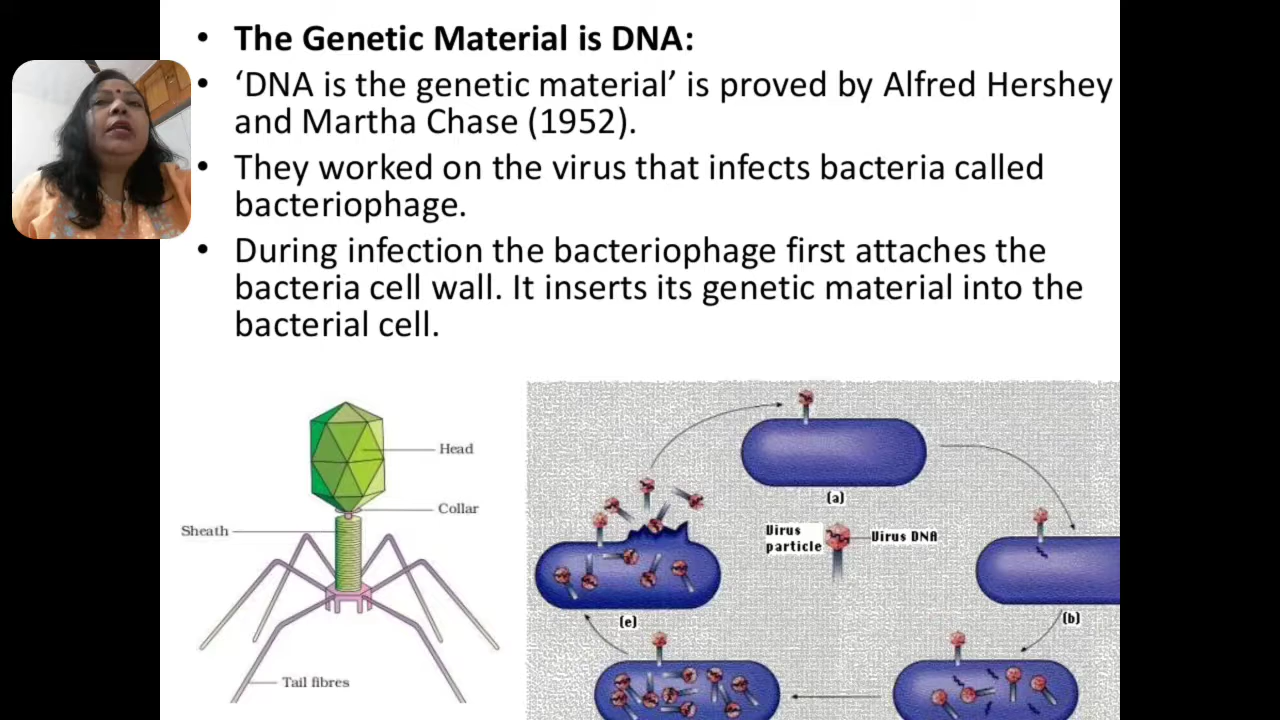 • The Genetic Material is DNA:
• ‘DNA is the genetic material’ is proved by Alfred Hershey
and Martha Chase (1952).
• They worked on the virus that infects bacteria called
bacteriophage.
• During infection the bacteriophage first attaches the
bacteria cell wall. It inserts its genetic material into the
bacterial cell.
Head
Collar
Sheath
Tail fibres
(a)
Virus
particle
Virus DNA
(b)
(e)